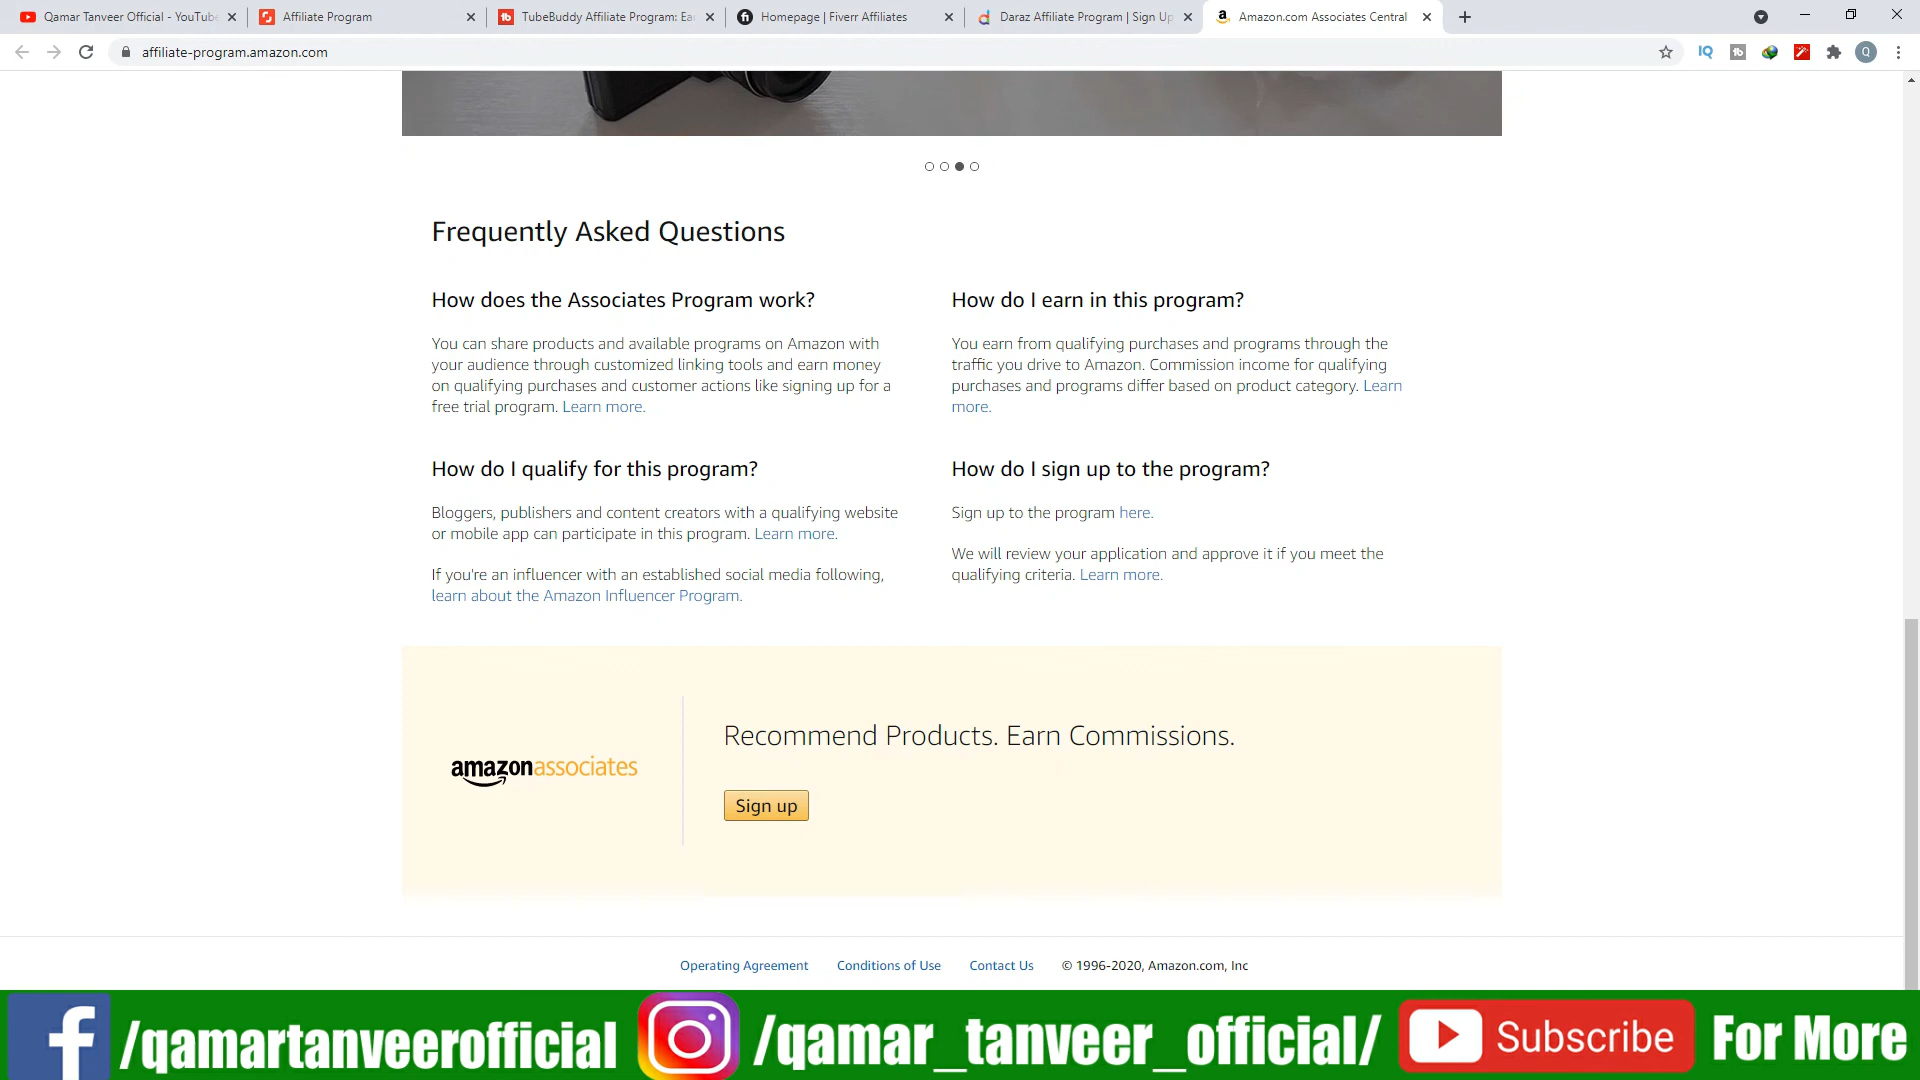 Qamar Tanveer Official - YouTube
Affiliate Program
TubeBuddy Affiliate Program: Ea
Homepage | Fiverr Affiliates
Daraz Affiliate Program | Sign Up
Amazon.com Associates Central
affiliate-program.amazon.com
IQ
Q
Frequently Asked Questions
How does the Associates Program work?
You can share products and available programs on Amazon with
your audience through customized linking tools and earn money
on qualifying purchases and customer actions like signing up for a
free trial program. Learn more.
How do I earn in this program?
You earn from qualifying purchases and programs through the
traffic you drive to Amazon. Commission income for qualifying
purchases and programs differ based on product category. Learn
more.
How do I qualify for this program?
Bloggers, publishers and content creators with a qualifying website
or mobile app can participate in this program. Learn more.
If you're an influencer with an established social media following,
learn about the Amazon Influencer Program.
How do I sign up to the program?
Sign up to the program here.
We will review your application and approve it if you meet the
qualifying criteria. Learn more.
amazonassociates
Recommend Products. Earn Commissions.
Sign up
Operating Agreement
Conditions of Use
Contact Us
© 1996-2020, Amazon.com, Inc
/qamartanveerofficial
/qamar_tanveer_official/
Subscribe
For More